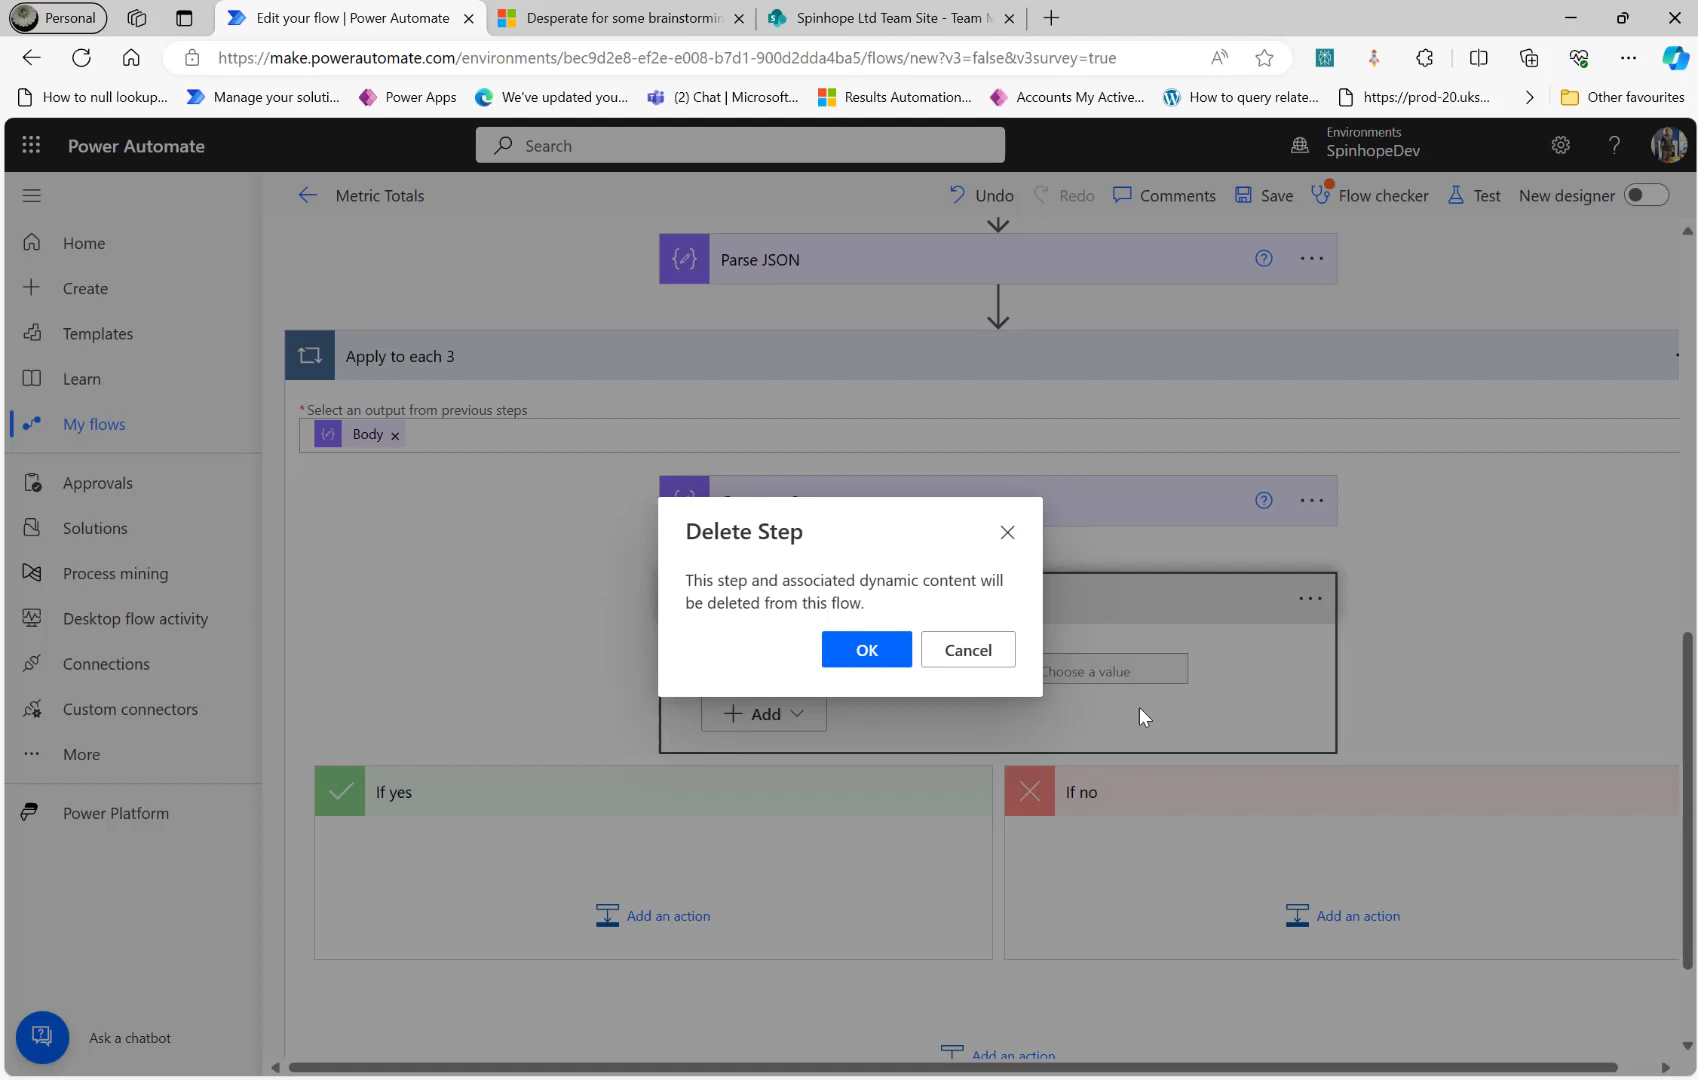 Personal
Edit your flow | Power Automate
Desperate for some brainstormin
Spinhope Ltd Team Site - Team M
https://make.powerautomate.com/environments/bec9d2e8-ef2e-e008-b7d1-900d2dda4ba5/flows/new?v3=false&v3survey=true
How to null lookup...
Manage your soluti...
Power Apps
We've updated you...
(2) Chat | Microsoft...
Results Automation...
Accounts My Active...
How to query relate...
https://prod-20.uks...
Other favourites
Power Automate
Search
Environments
SpinhopeDev
Metric Totals
Undo
Redo
Comments
Save
Flow checker
Test
New designer
Home
Create
Templates
Learn
My flows
Approvals
Solutions
Process mining
Desktop flow activity
Connections
Custom connectors
More
Power Platform
Ask a chatbot
Parse JSON
Apply to each 3
* Select an output from previous steps
Body
Delete Step
This step and associated dynamic content will
be deleted from this flow.
OK
Cancel
Choose a value
Add
If yes
If no
Add an action
Add an action
Add an action